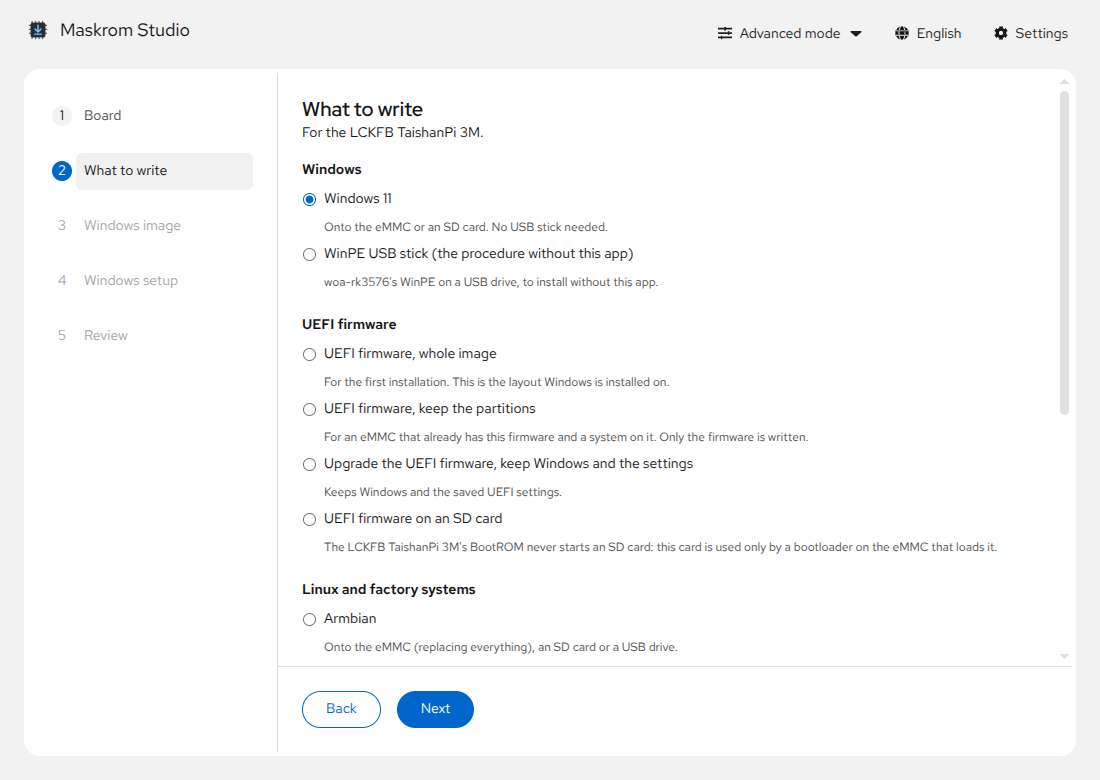 Maskrom Studio
Advanced mode
English
Settings
1 Board
2 What to write
3 Windows image
4 Windows setup
5 Review
What to write
For the LCKFB TaishanPi 3M.
Windows
Windows 11
Onto the eMMC or an SD card. No USB stick needed.
WinPE USB stick (the procedure without this app)
woa-rk3576's WinPE on a USB drive, to install without this app.
UEFI firmware
UEFI firmware, whole image
For the first installation. This is the layout Windows is installed on.
UEFI firmware, keep the partitions
For an eMMC that already has this firmware and a system on it. Only the firmware is written.
Upgrade the UEFI firmware, keep Windows and the settings
Keeps Windows and the saved UEFI settings.
UEFI firmware on an SD card
The LCKFB TaishanPi 3M's BootROM never starts an SD card: this card is used only by a bootloader on the eMMC that loads it.
Linux and factory systems
Armbian
Onto the eMMC (replacing everything), an SD card or a USB drive.
Back
Next